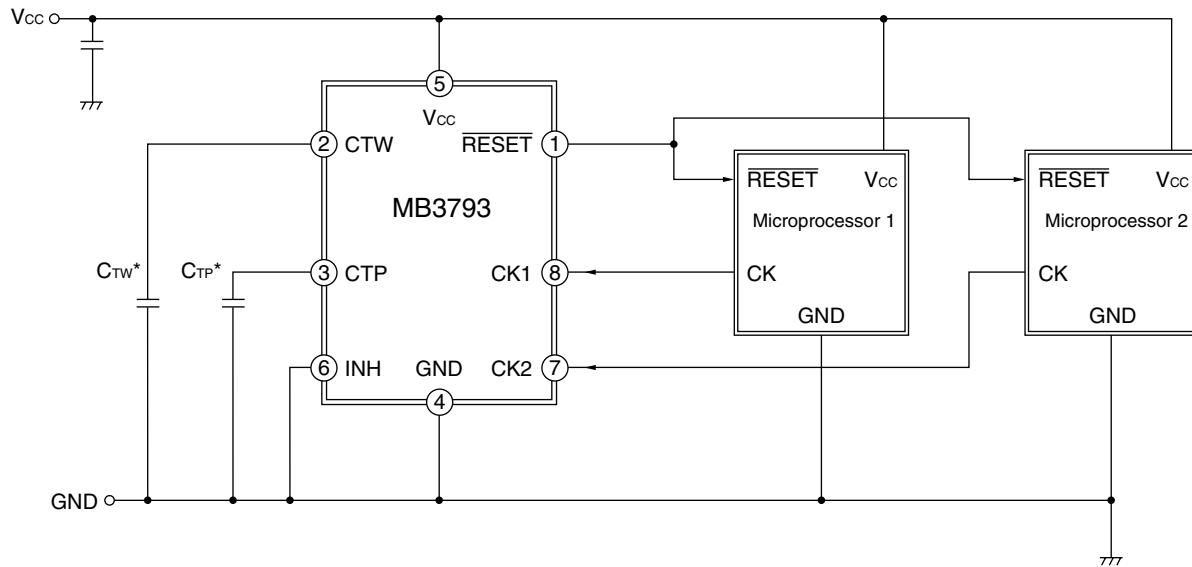 VCC
5
VCC
2 CTW
RESET 1
RESET VCC
RESET VCC
MB3793
Microprocessor 1
Microprocessor 2
CTW*
CTP*
3 CTP
CK1 8
CK
CK
GND
GND
6 INH
GND
CK2 7
4
GND